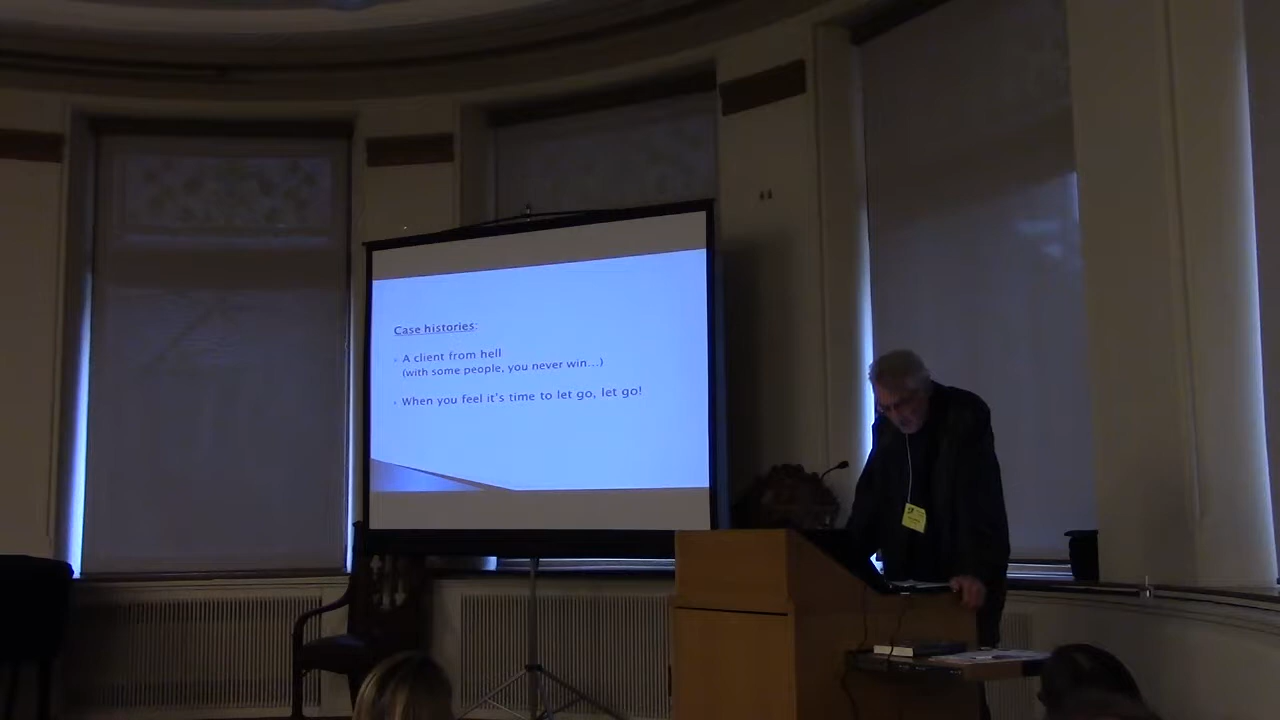 Case histories:
A client from hell
(with some people, you never win...)
When you feel it's time to let go, let go!